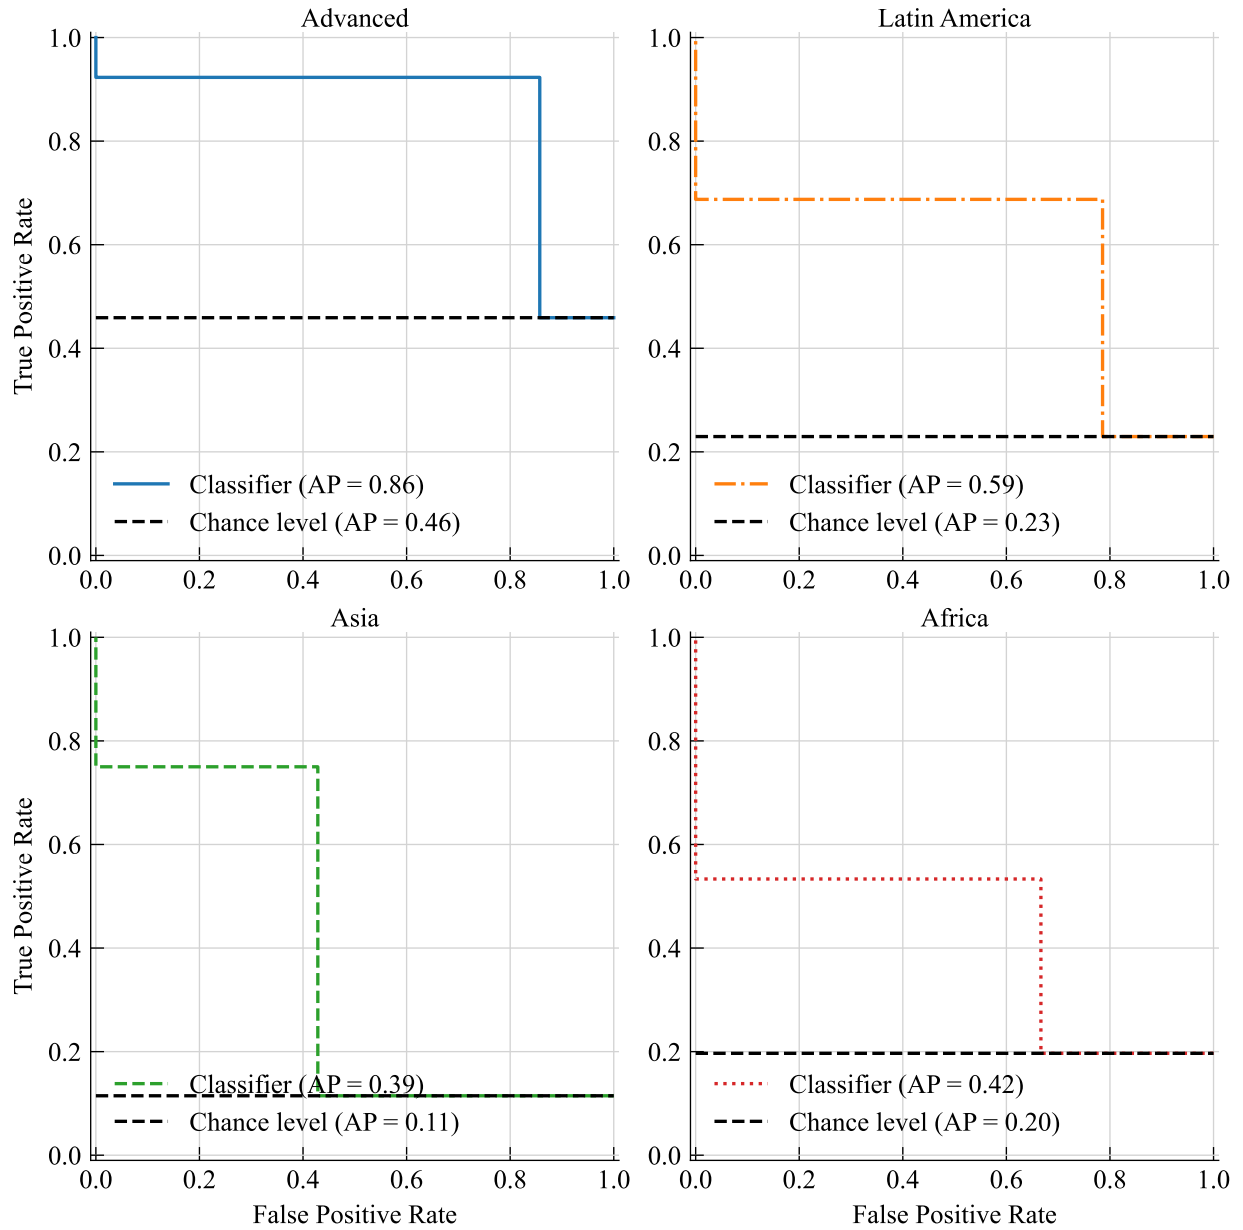 Advanced
Latin America
1.0
0.8
0.6
0.4
0.2
0.0
True Positive Rate
Classifier (AP = 0.86)
Chance level (AP = 0.46)
0.0 0.2 0.4 0.6 0.8 1.0
1.0
0.8
0.6
0.4
0.2
0.0
Classifier (AP = 0.59)
Chance level (AP = 0.23)
0.0 0.2 0.4 0.6 0.8 1.0
Asia
Africa
1.0
0.8
0.6
0.4
0.2
0.0
True Positive Rate
Classifier (AP = 0.39)
Chance level (AP = 0.11)
0.0 0.2 0.4 0.6 0.8 1.0
False Positive Rate
1.0
0.8
0.6
0.4
0.2
0.0
Classifier (AP = 0.42)
Chance level (AP = 0.20)
0.0 0.2 0.4 0.6 0.8 1.0
False Positive Rate